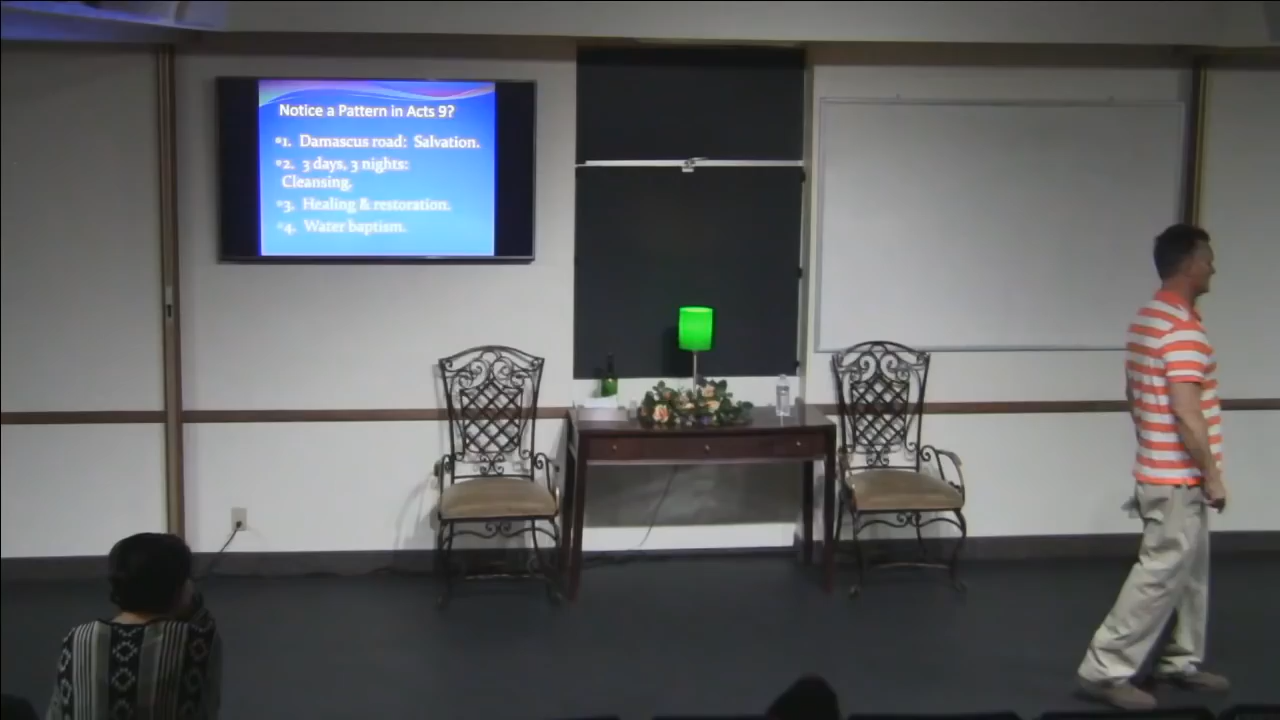 Notice a Pattern in Acts 9?
•1. Damascus road: Salvation.
•2. 3 days, 3 nights:
Cleansing.
•3. Healing & restoration.
•4. Water baptism.